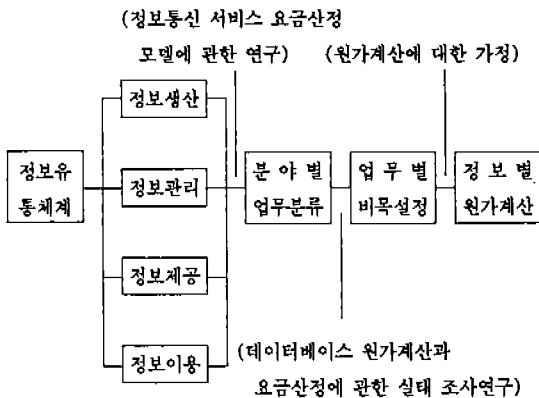 (정보통신 서비스 요금산정
모델에 관한 연구)
(원가계산에 대한 가정)
정보생산
정보유
통체계
정보관리
분야별
업무분류
업무별
비목설정
정보별
원가계산
정보제공
정보이용
(데이터베이스 원가계산과
요금산정에 관한 실태 조사연구)